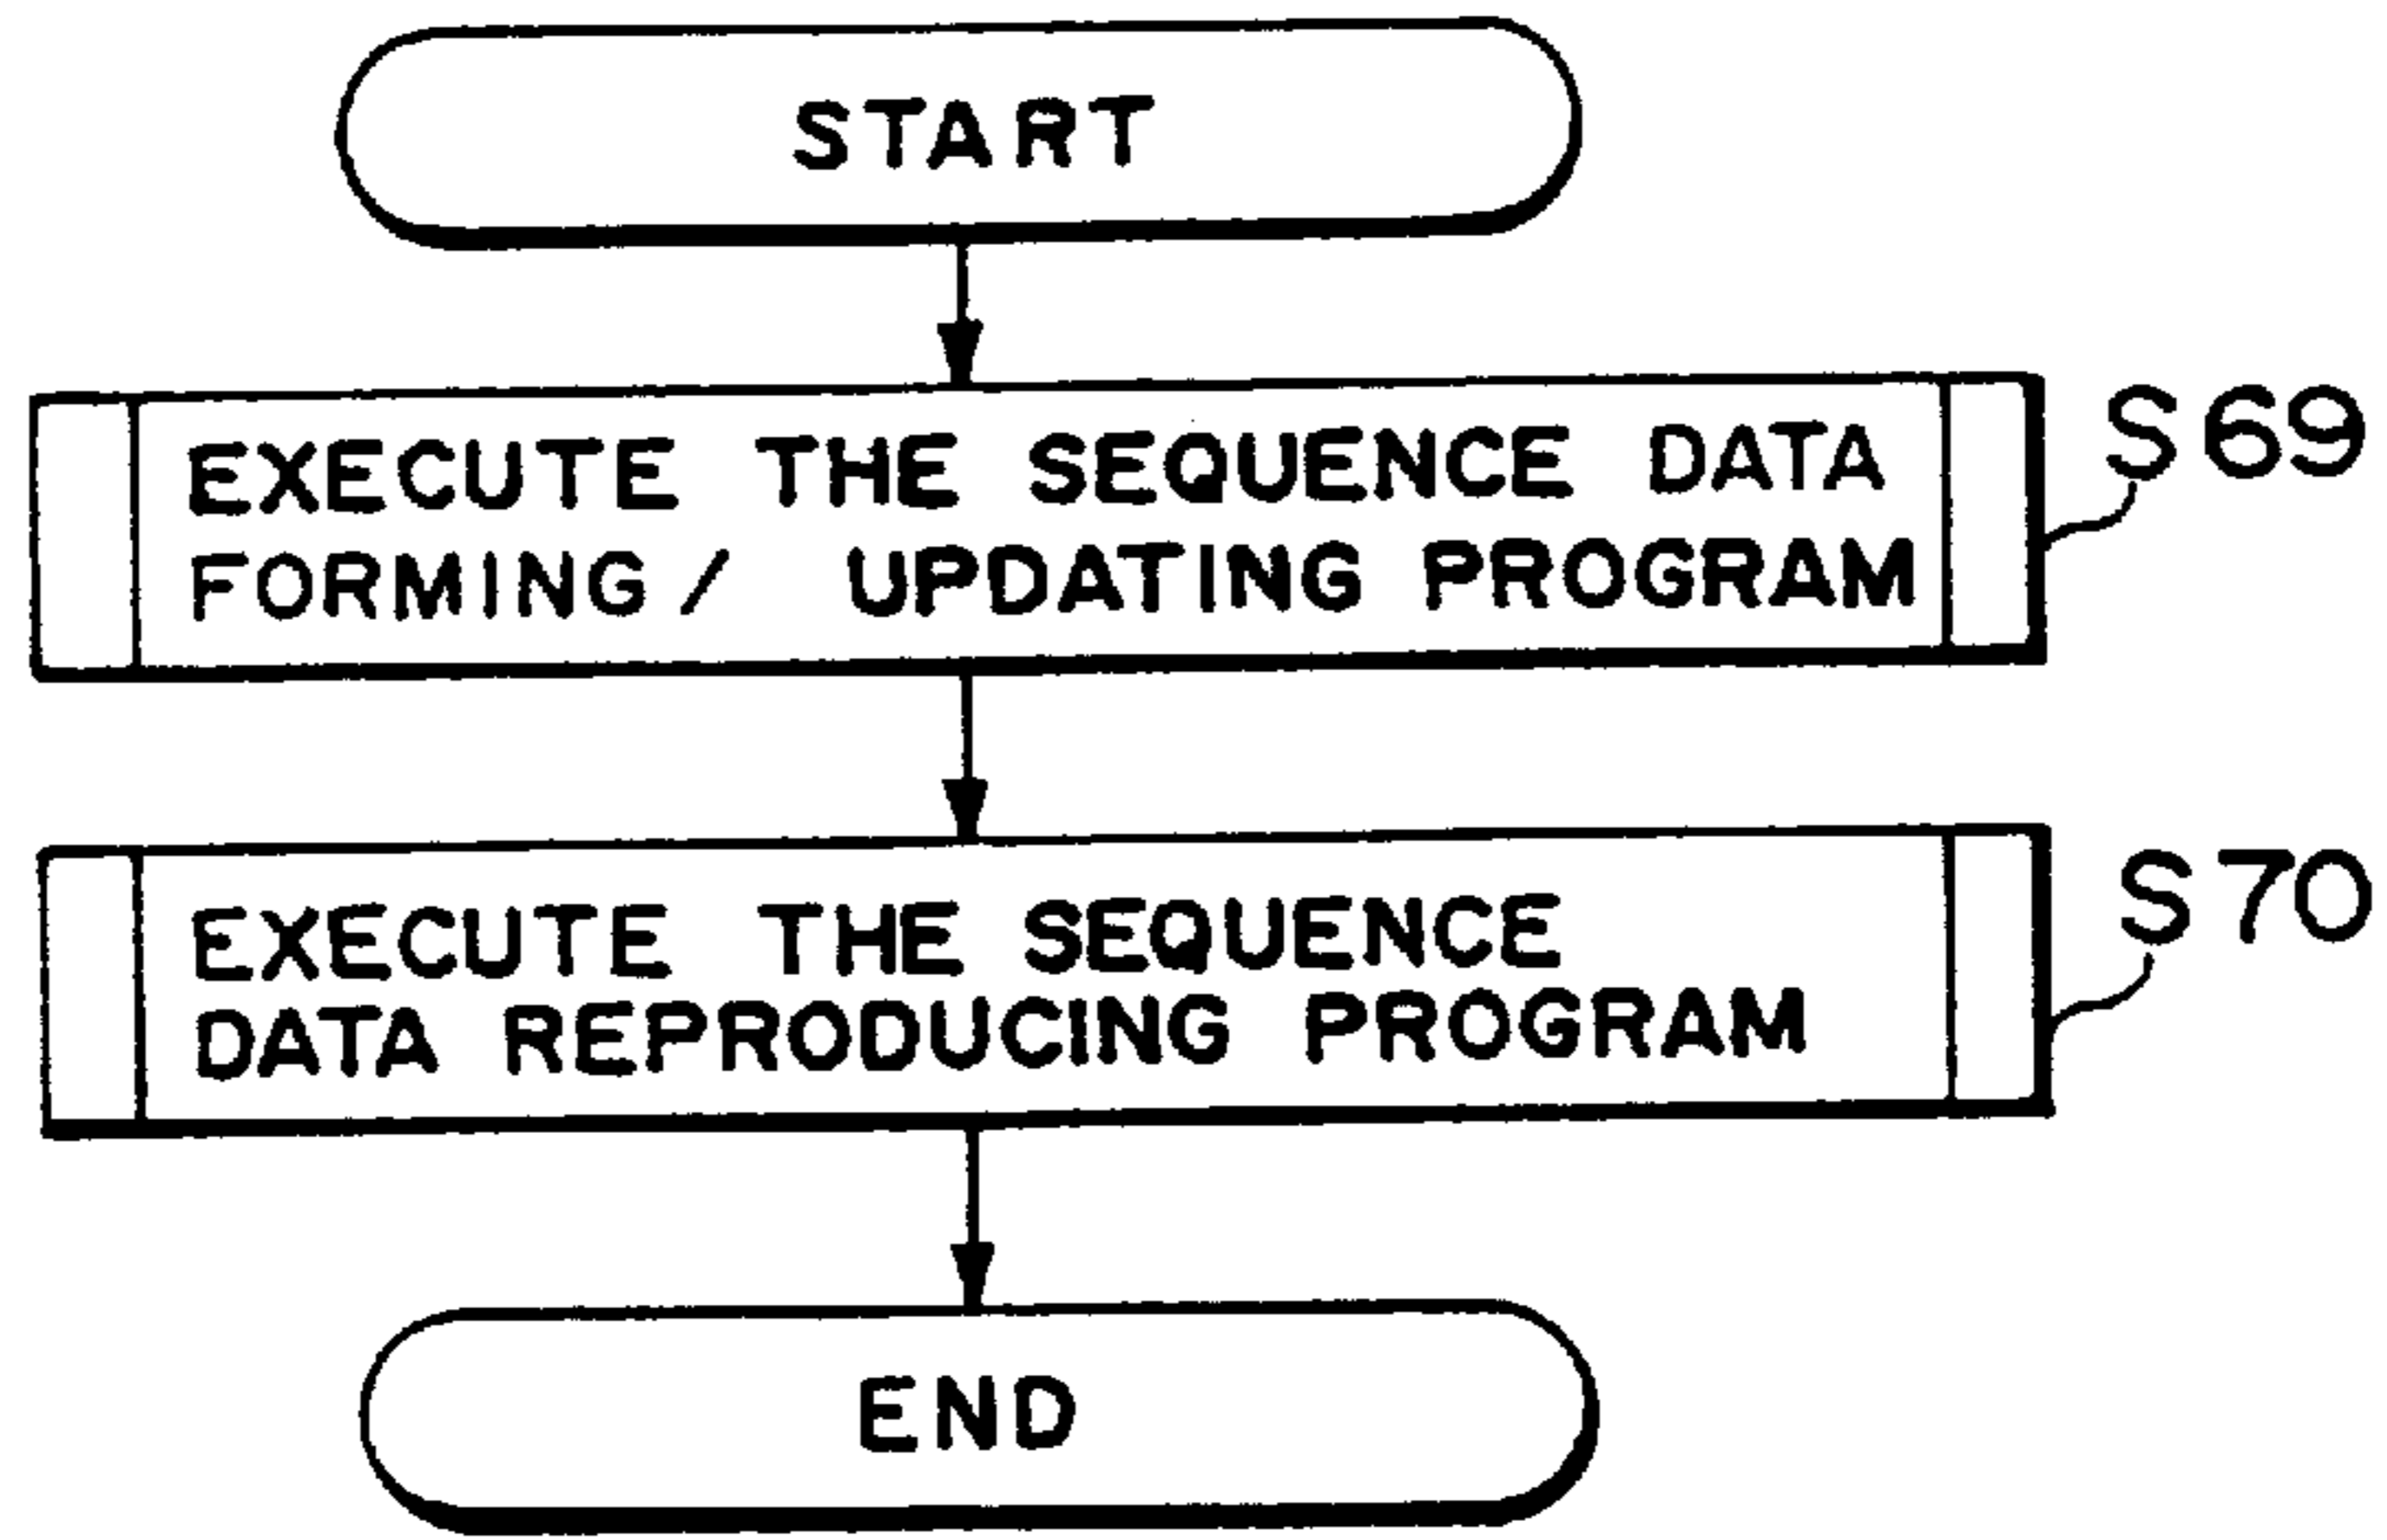 START
EXECUTE THE SEQUENCE DATA
FORMING/ UPDATING PROGRAM
S69
EXECUTE THE SEQUENCE
DATA REPRODUCING PROGRAM
S70
END